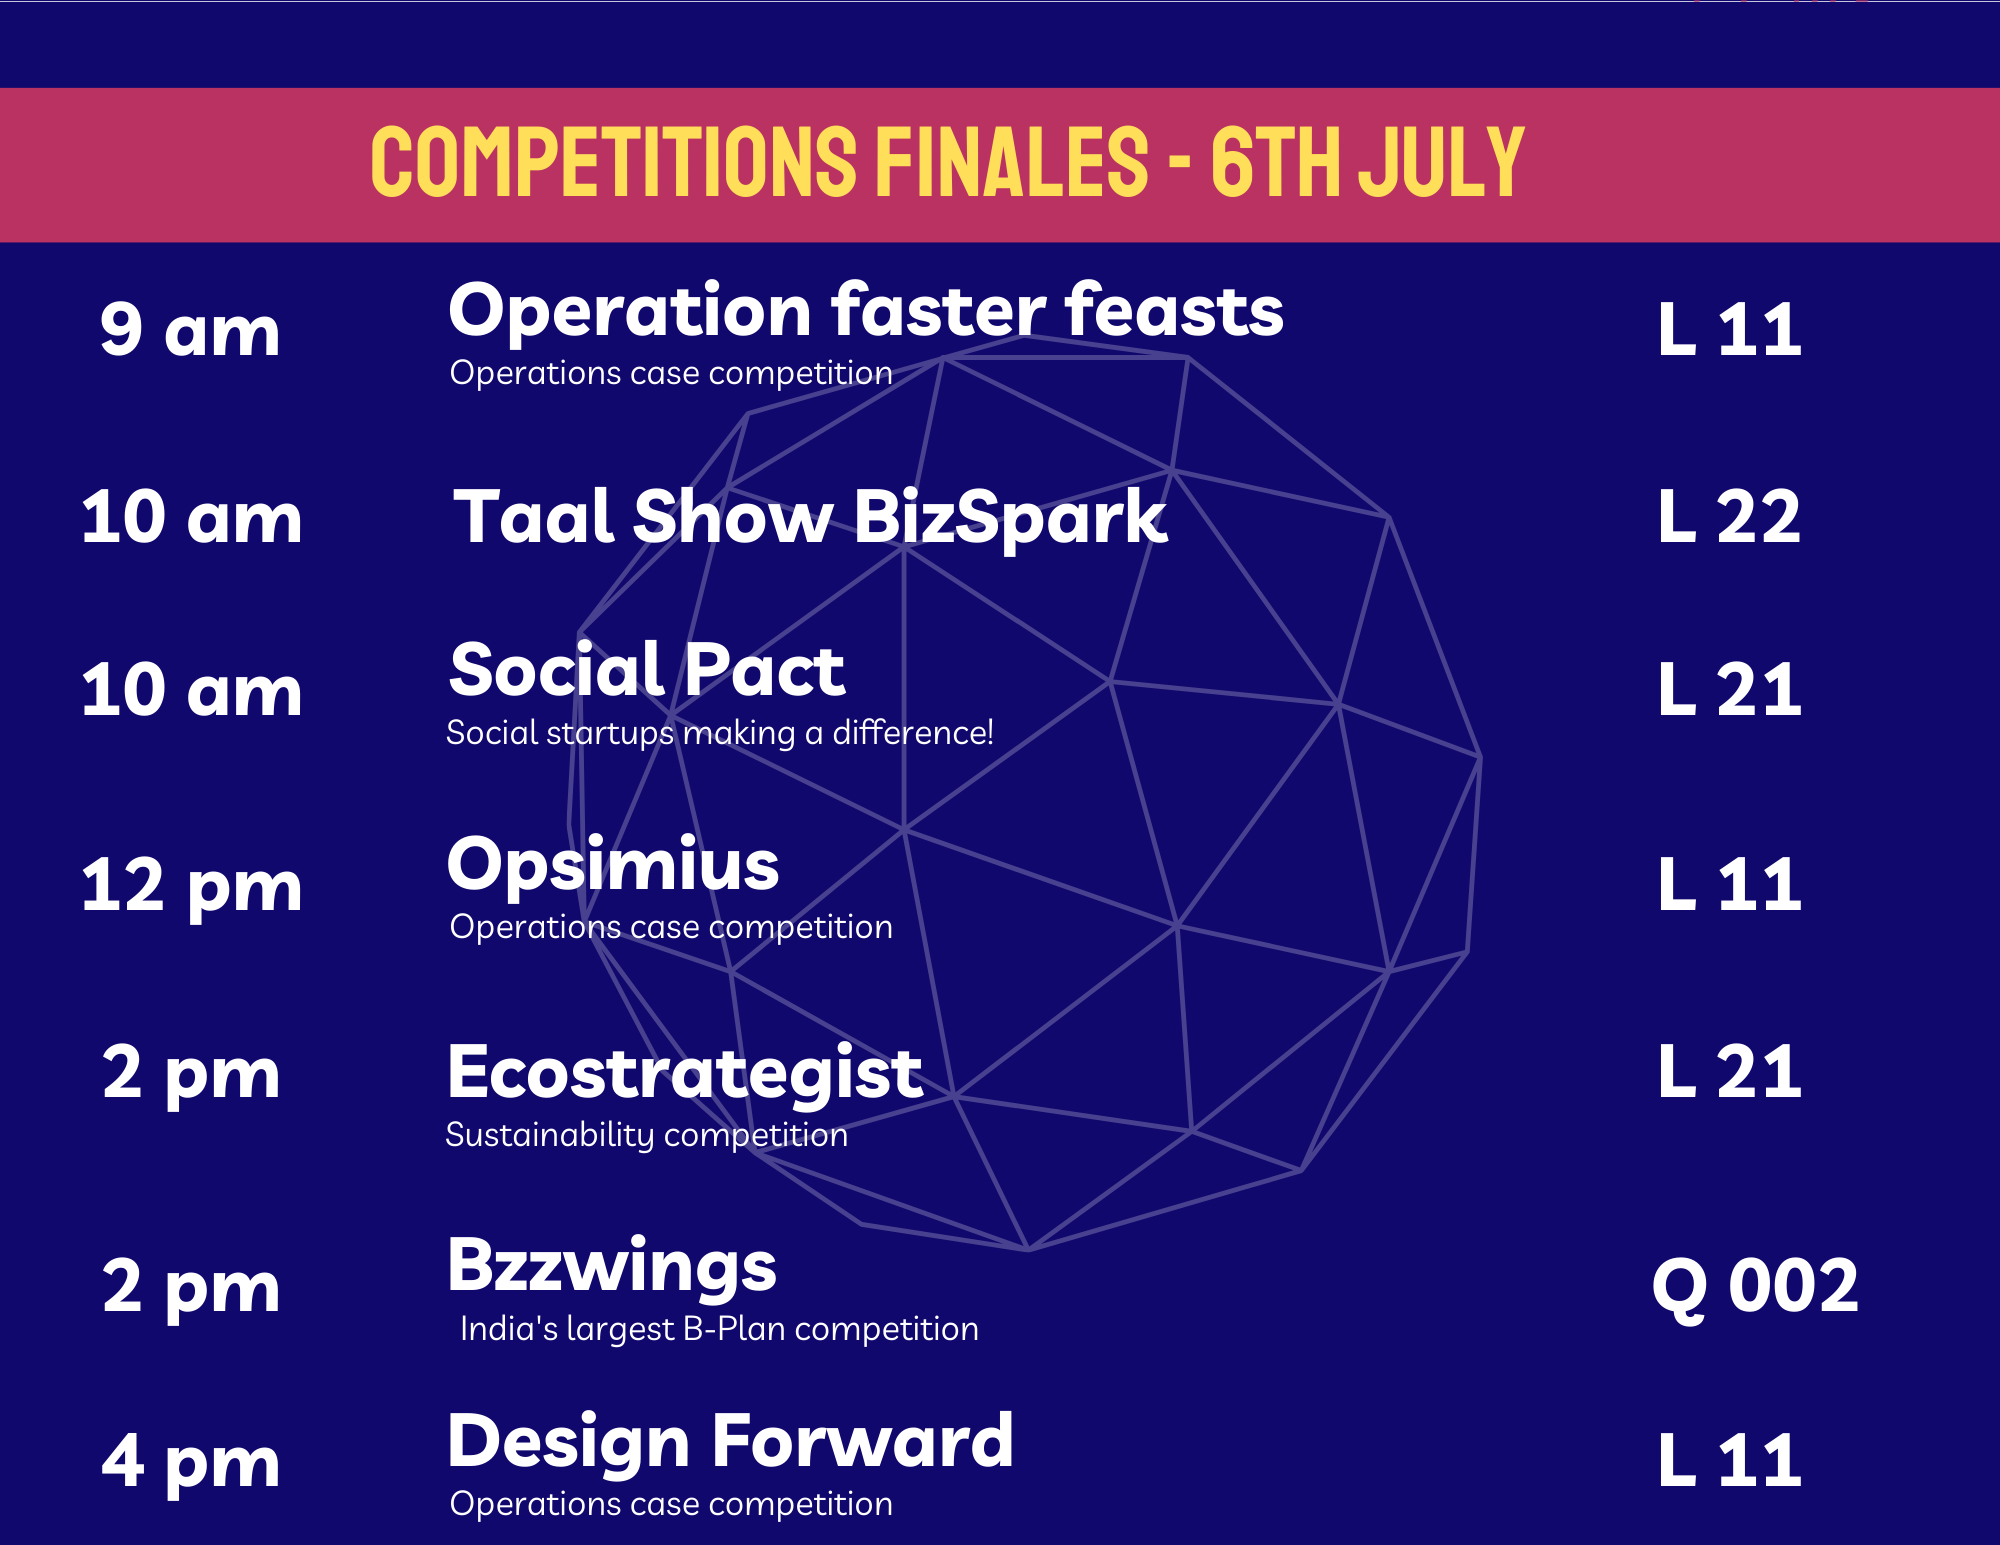 COMPETITIONS FINALES - 6TH JULY
9 am
Operation faster feasts
Operations case competition
L 11
10 am
Taal Show BizSpark
L 22
10 am
Social Pact
Social startups making a difference!
L 21
12 pm
Opsimius
Operations case competition
L 11
2 pm
Ecostrategist
Sustainability competition
L 21
2 pm
Bzzwings
India's largest B-Plan competition
Q 002
4 pm
Design Forward
Operations case competition
L 11